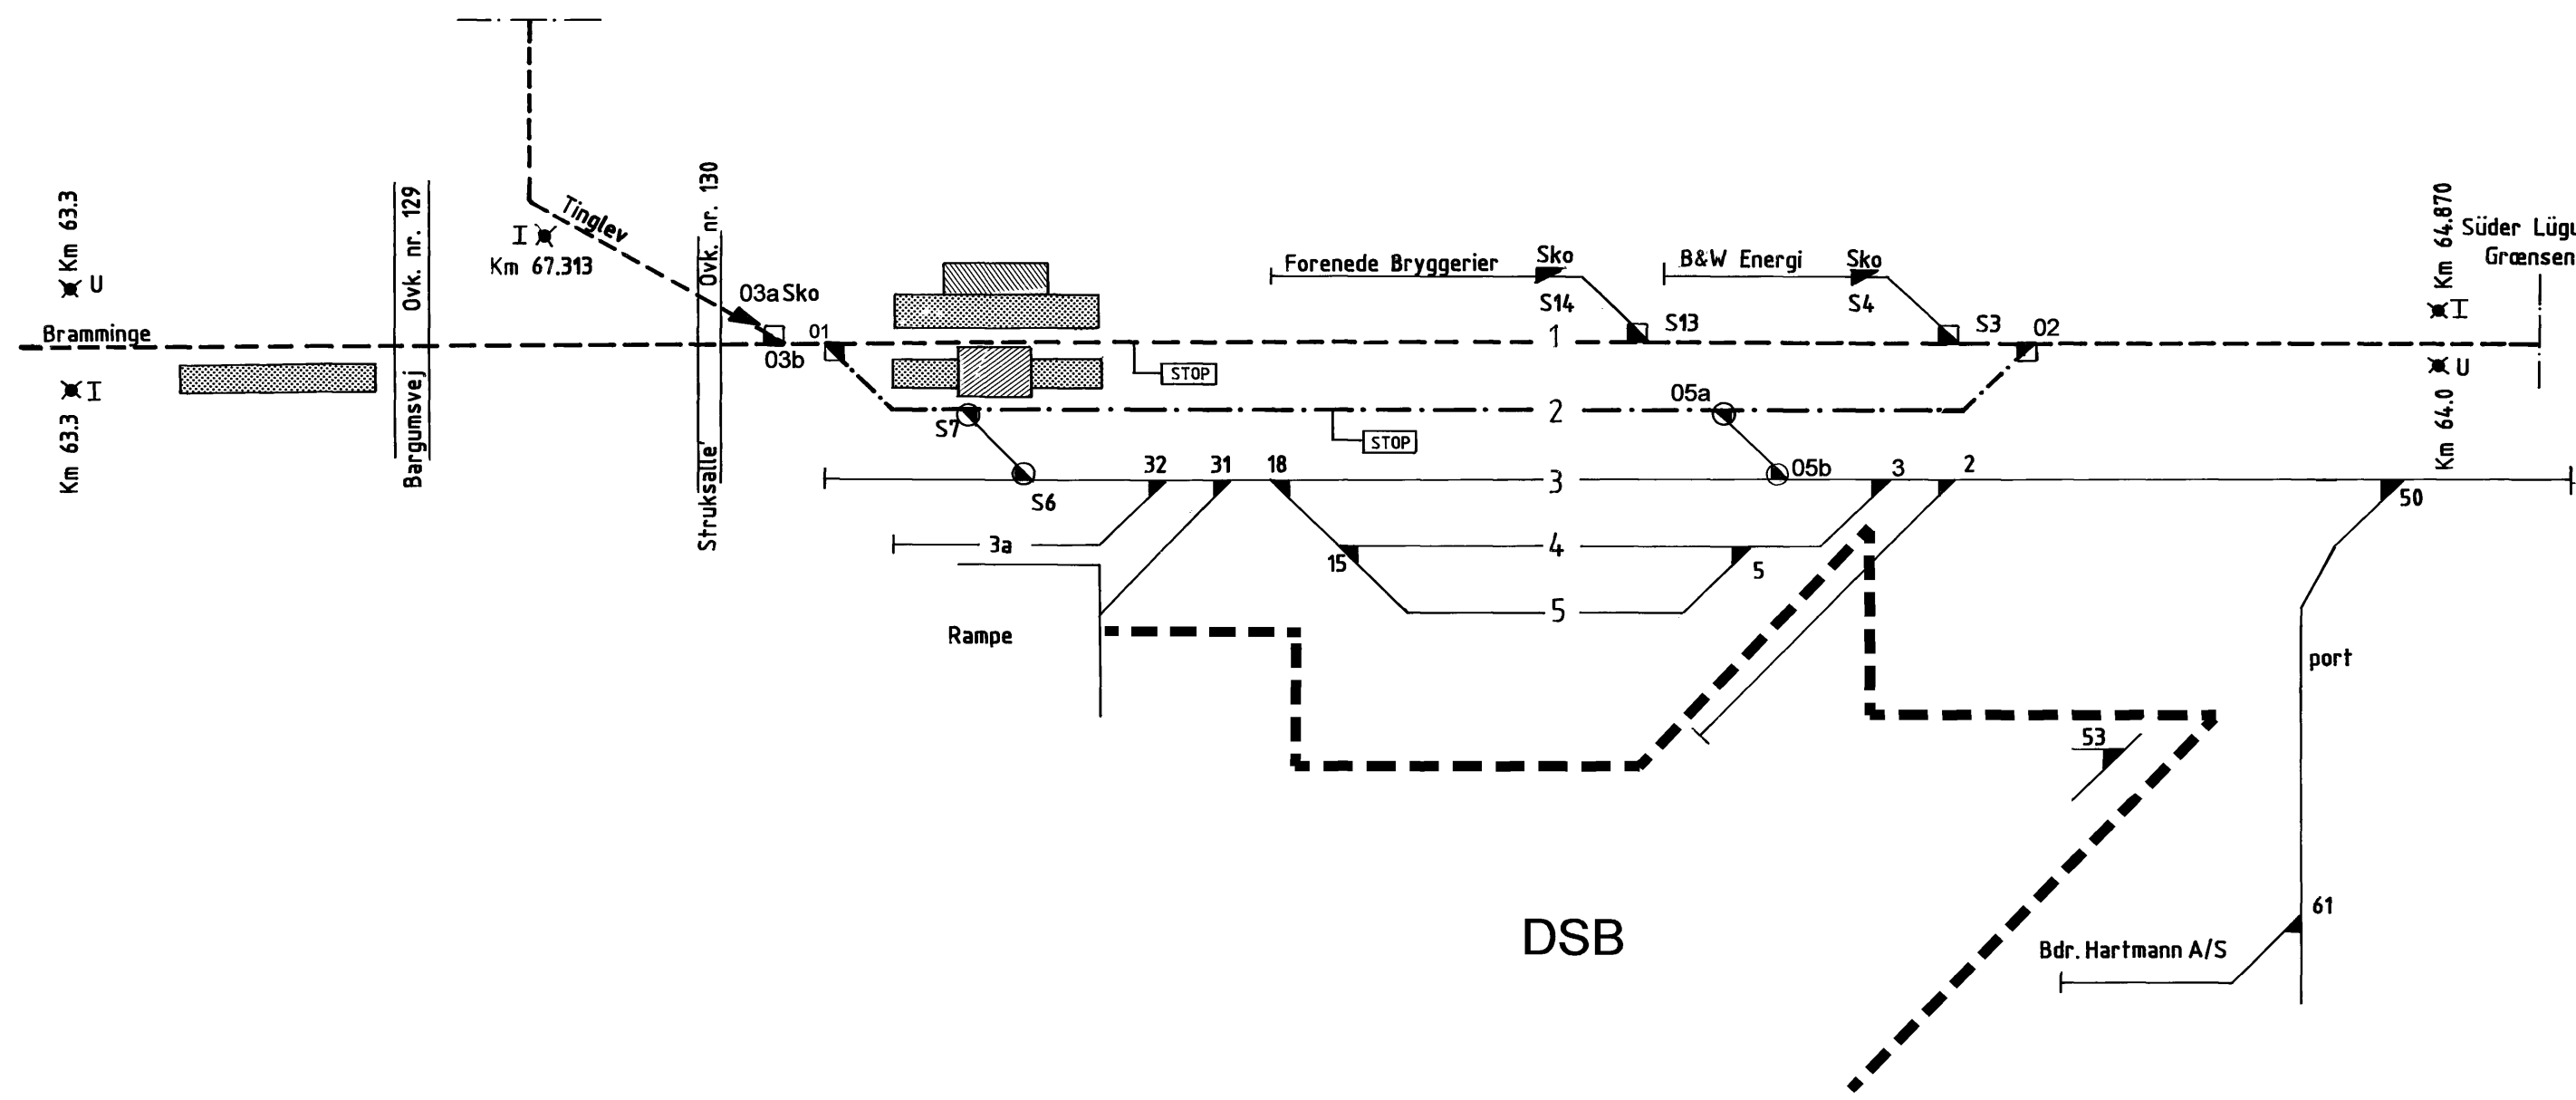 Km 63.3
U
Bramminge
I
Km 63.3
Ovk. nr. 129
Bargumsvej
Tinglev
I
Km 67.313
Ovk. nr. 130
Struksalle´
03a Sko
03b
01
STOP
STOP
Forenede Bryggerier
Sko
S14
S13
B&W Energi
Sko
S4
S3
02
1
2
05a
05b
S7
S6
32
31
18
3
3
2
3a
15
4
5
5
50
Rampe
port
53
61
Bdr. Hartmann A/S
DSB
Km 64.870
I
U
Km 64.0
Süder Lügu
Grænsen